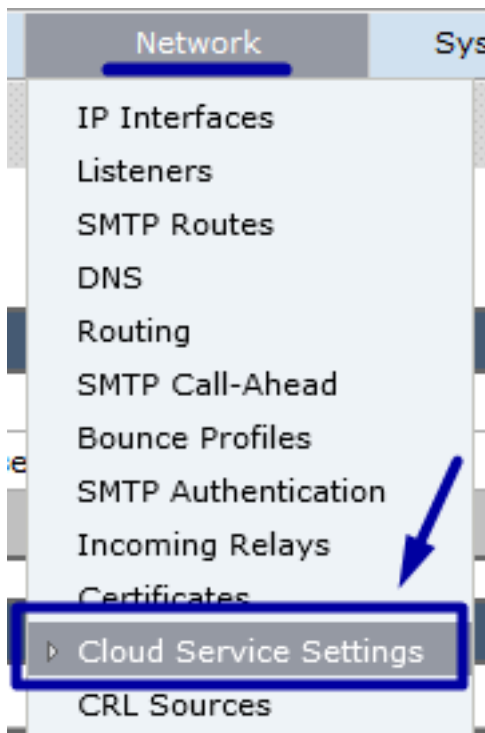 Network
Sys
IP Interfaces
Listeners
SMTP Routes
DNS
Routing
SMTP Call-Ahead
Bounce Profiles
e
SMTP Authentication
Incoming Relays
Certificates
Cloud Service Settings
CRL Sources